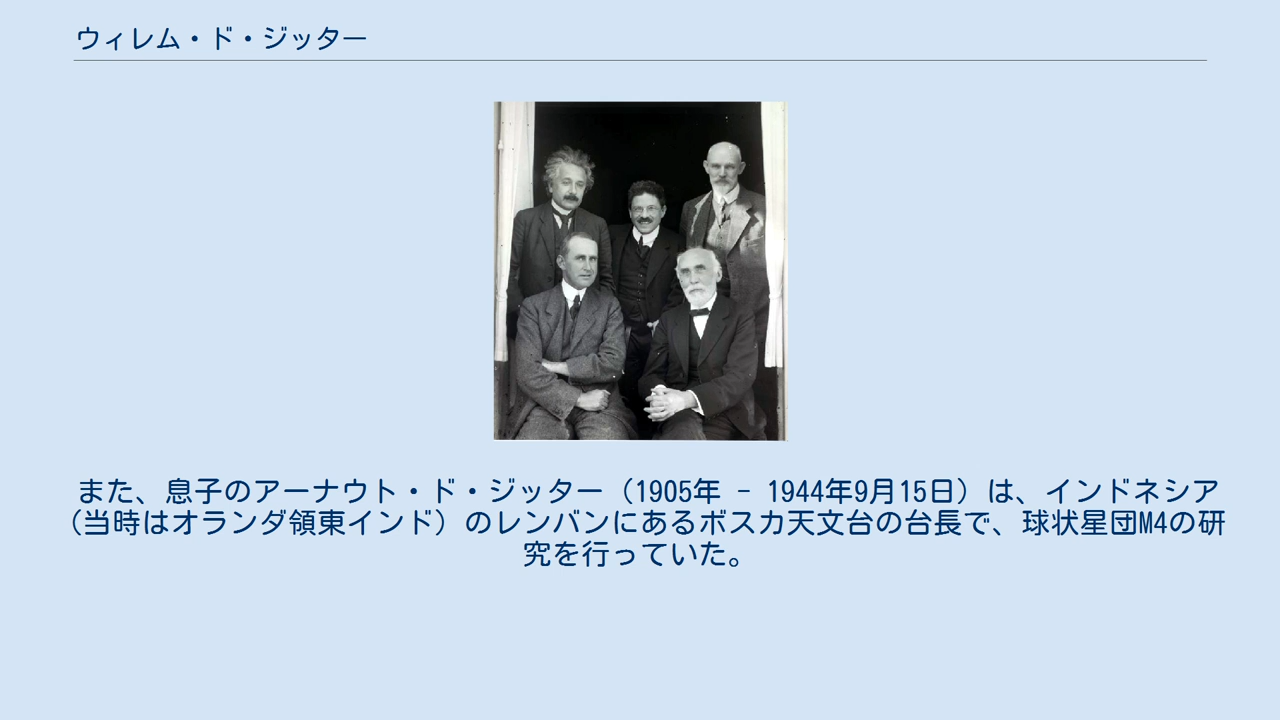 ウィレム・ド・ジッター
また、息子のアーナウト・ド・ジッター（1905年 - 1944年9月15日）は、インドネシア
（当時はオランダ領東インド）のレンバンにあるボスカ天文台の台長で、球状星団M4の研
究を行っていた。